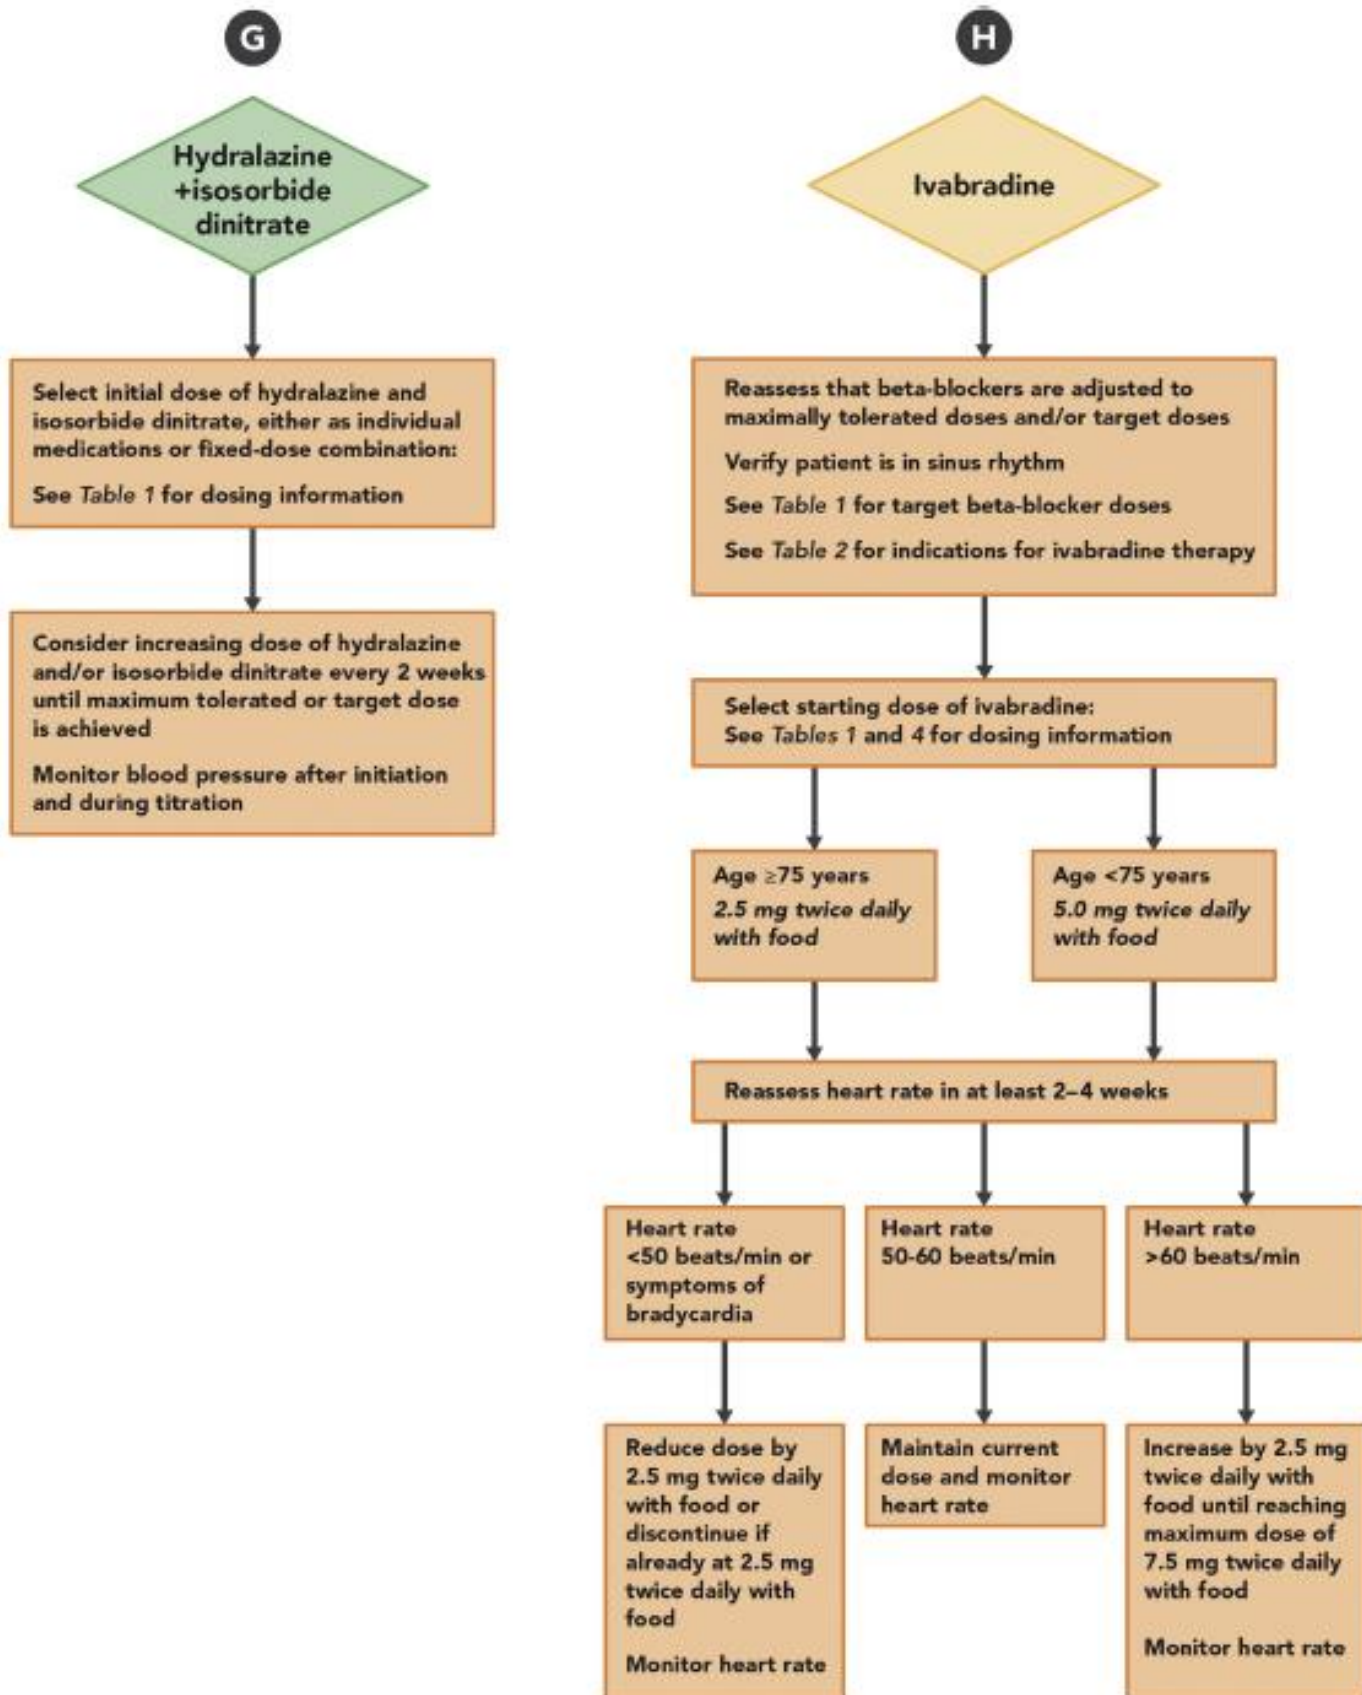 G
Hydralazine
+isosorbide
dinitrate
Select initial dose of hydralazine and
isosorbide dinitrate, either as individual
medications or fixed-dose combination:
See Table 1 for dosing information
Consider increasing dose of hydralazine
and/or isosorbide dinitrate every 2 weeks
until maximum tolerated or target dose
is achieved
Monitor blood pressure after initiation
and during titration
H
Ivabradine
Reassess that beta-blockers are adjusted to
maximally tolerated doses and/or target doses
Verify patient is in sinus rhythm
See Table 1 for target beta-blocker doses
See Table 2 for indications for ivabradine therapy
Select starting dose of ivabradine:
See Tables 1 and 4 for dosing information
Age ≥75 years
2.5 mg twice daily
with food
Age <75 years
5.0 mg twice daily
with food
Reassess heart rate in at least 2–4 weeks
Heart rate
<50 beats/min or
symptoms of
bradycardia
Heart rate
50-60 beats/min
Heart rate
>60 beats/min
Reduce dose by
2.5 mg twice daily
with food or
discontinue if
already at 2.5 mg
twice daily with
food
Monitor heart rate
Maintain current
dose and monitor
heart rate
Increase by 2.5 mg
twice daily with
food until reaching
maximum dose of
7.5 mg twice daily
with food
Monitor heart rate